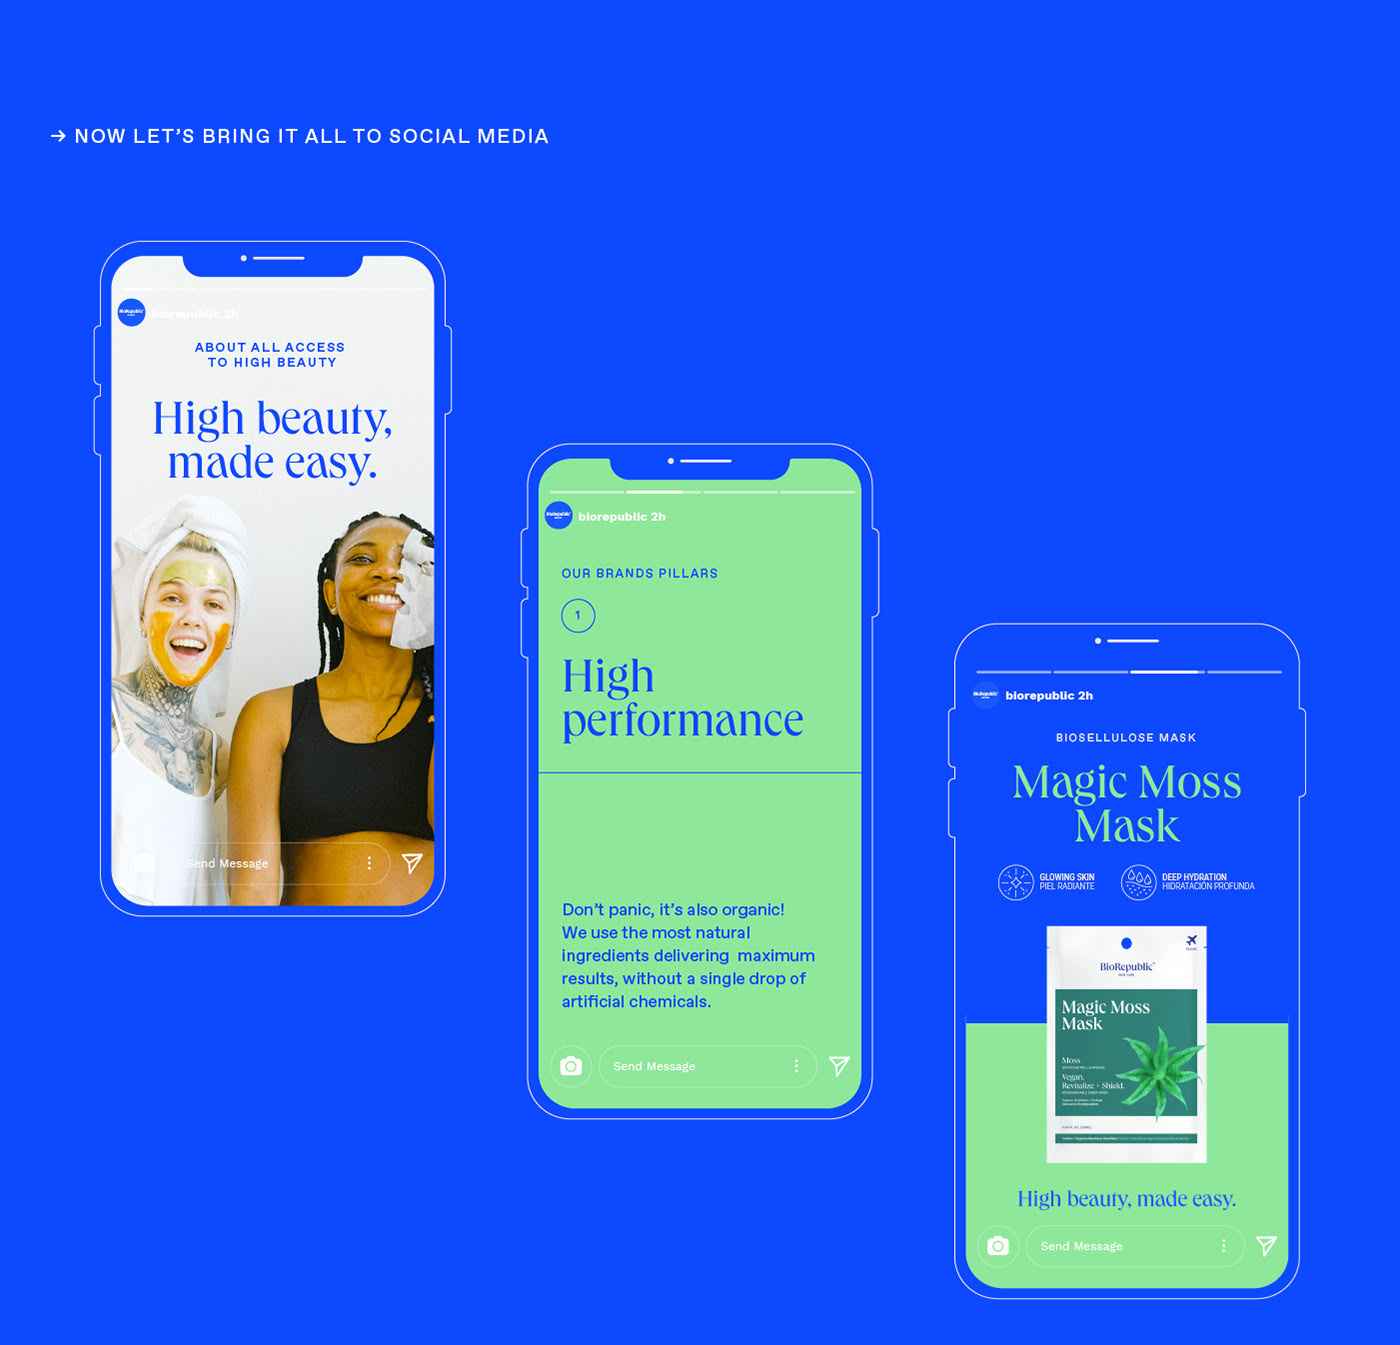 → NOW LET'S BRING IT ALL TO SOCIAL MEDIA
BioRepublic
biorepublic 2h
ABOUT ALL ACCESS
TO HIGH BEAUTY
High beauty,
made easy.
Send Message
BioRepublic
biorepublic 2h
OUR BRANDS PILLARS
1
High
performance
Don't panic, it's also organic!
We use the most natural
ingredients delivering maximum
results, without a single drop of
artificial chemicals.
Send Message
BioRepublic
biorepublic 2h
BIOSELLULOSE MASK
Magic Moss
Mask
GLOWING SKIN
PIEL RADIANTE
DEEP HYDRATION
HIDRATACIÓN PROFUNDA
BioRepublic
Magic Moss
Mask
Moss
Vegan.
Revitalize + Shield.
High beauty, made easy.
Send Message